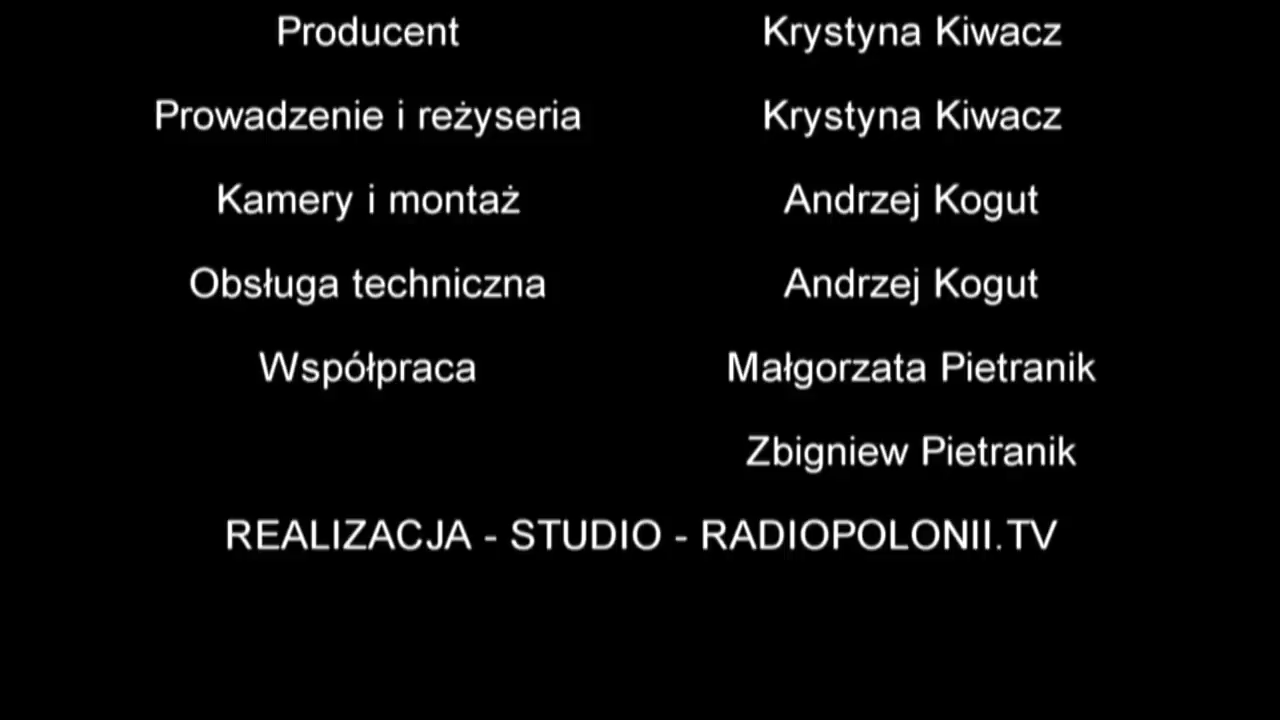 Producent Krystyna Kiwacz
Prowadzenie i reżyseria Krystyna Kiwacz
Kamery i montaż Andrzej Kogut
Obsługa techniczna Andrzej Kogut
Współpraca Małgorzata Pietranik
Zbigniew Pietranik
REALIZACJA - STUDIO - RADIOPOLONII.TV